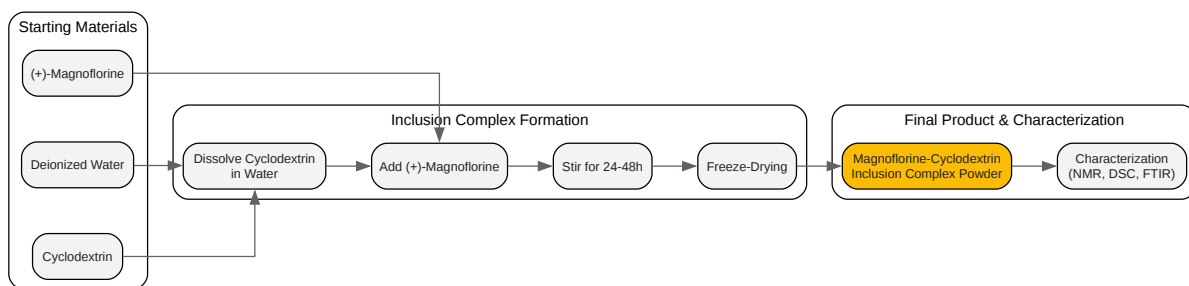 Starting Materials
(+)-Magnoflorine
Deionized Water
Cyclodextrin
Inclusion Complex Formation
Dissolve Cyclodextrin
in Water
Add (+)-Magnoflorine
Stir for 24-48h
Freeze-Drying
Final Product & Characterization
Magnoflorine-Cyclodextrin
Inclusion Complex Powder
Characterization
(NMR, DSC, FTIR)